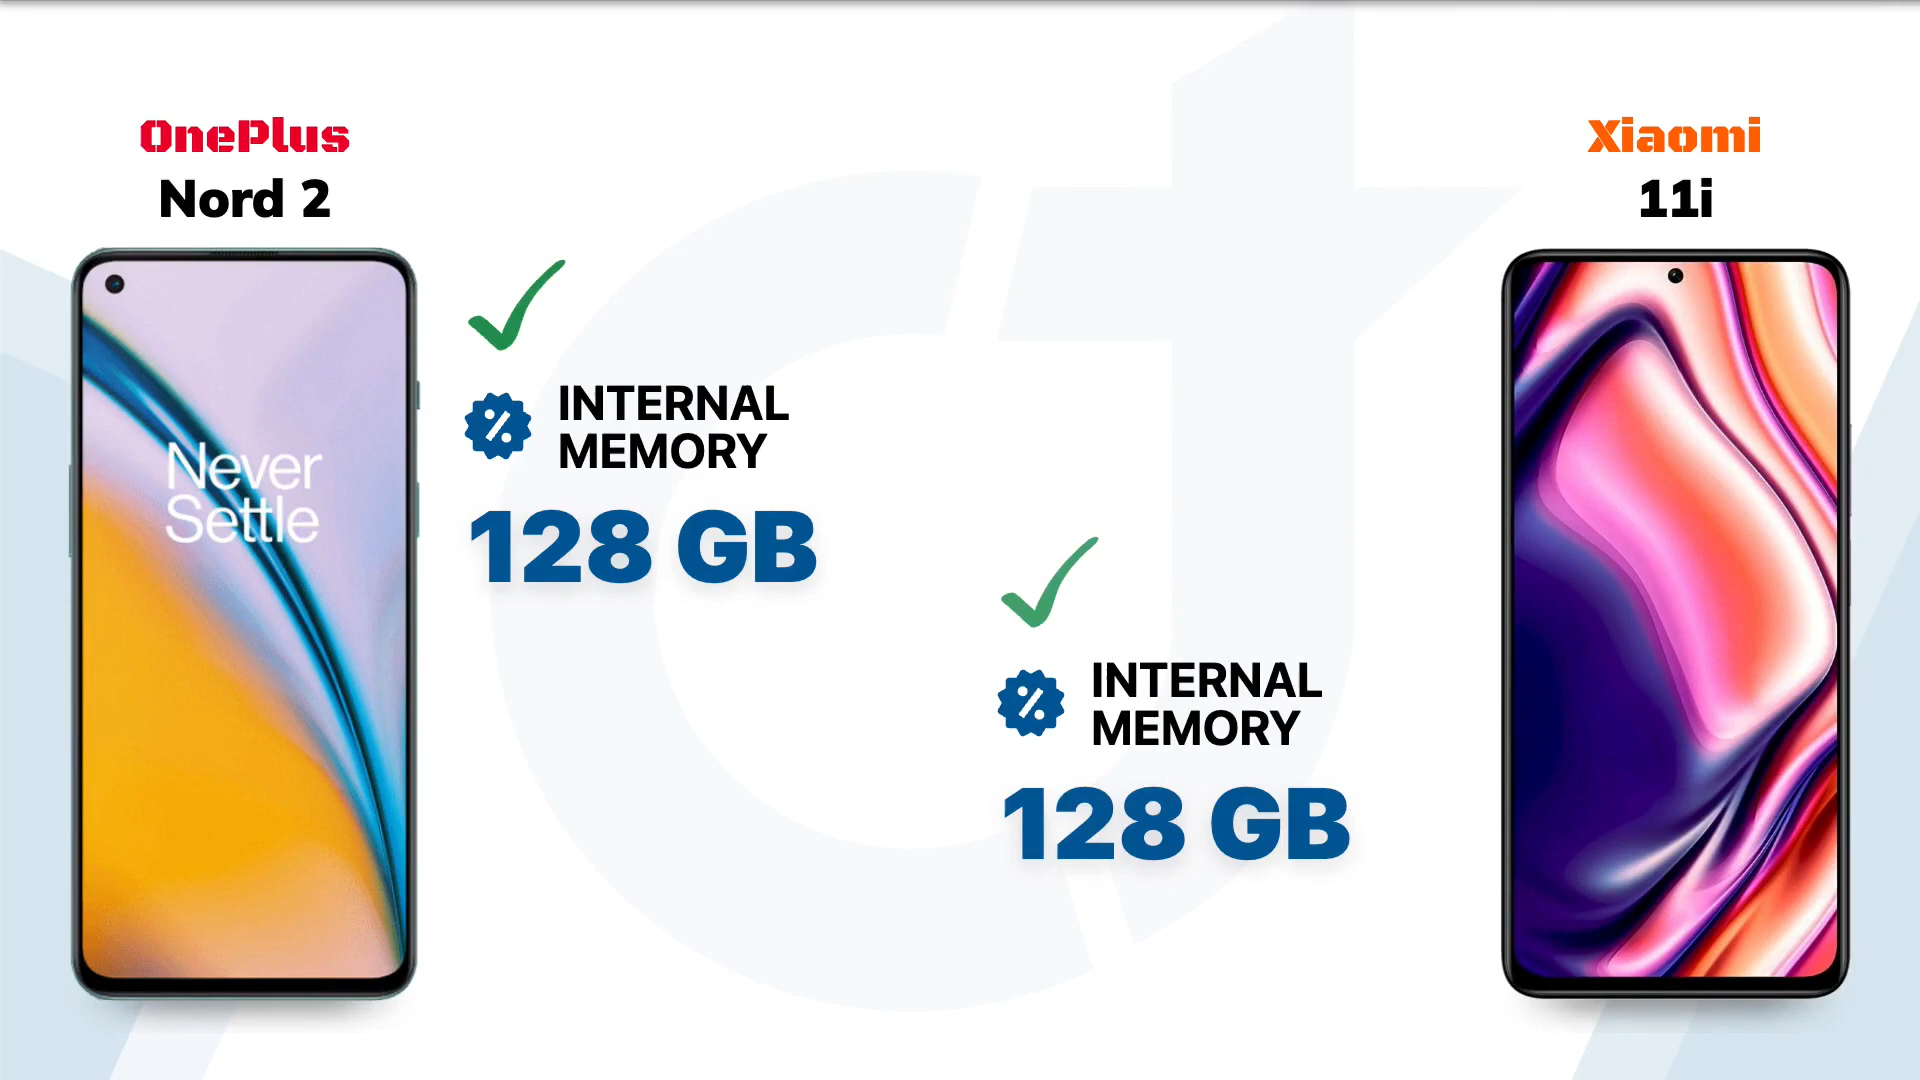 OnePlus
Nord 2
Xiaomi
11i
Never
Settle
INTERNAL
MEMORY
128 GB
INTERNAL
MEMORY
128 GB